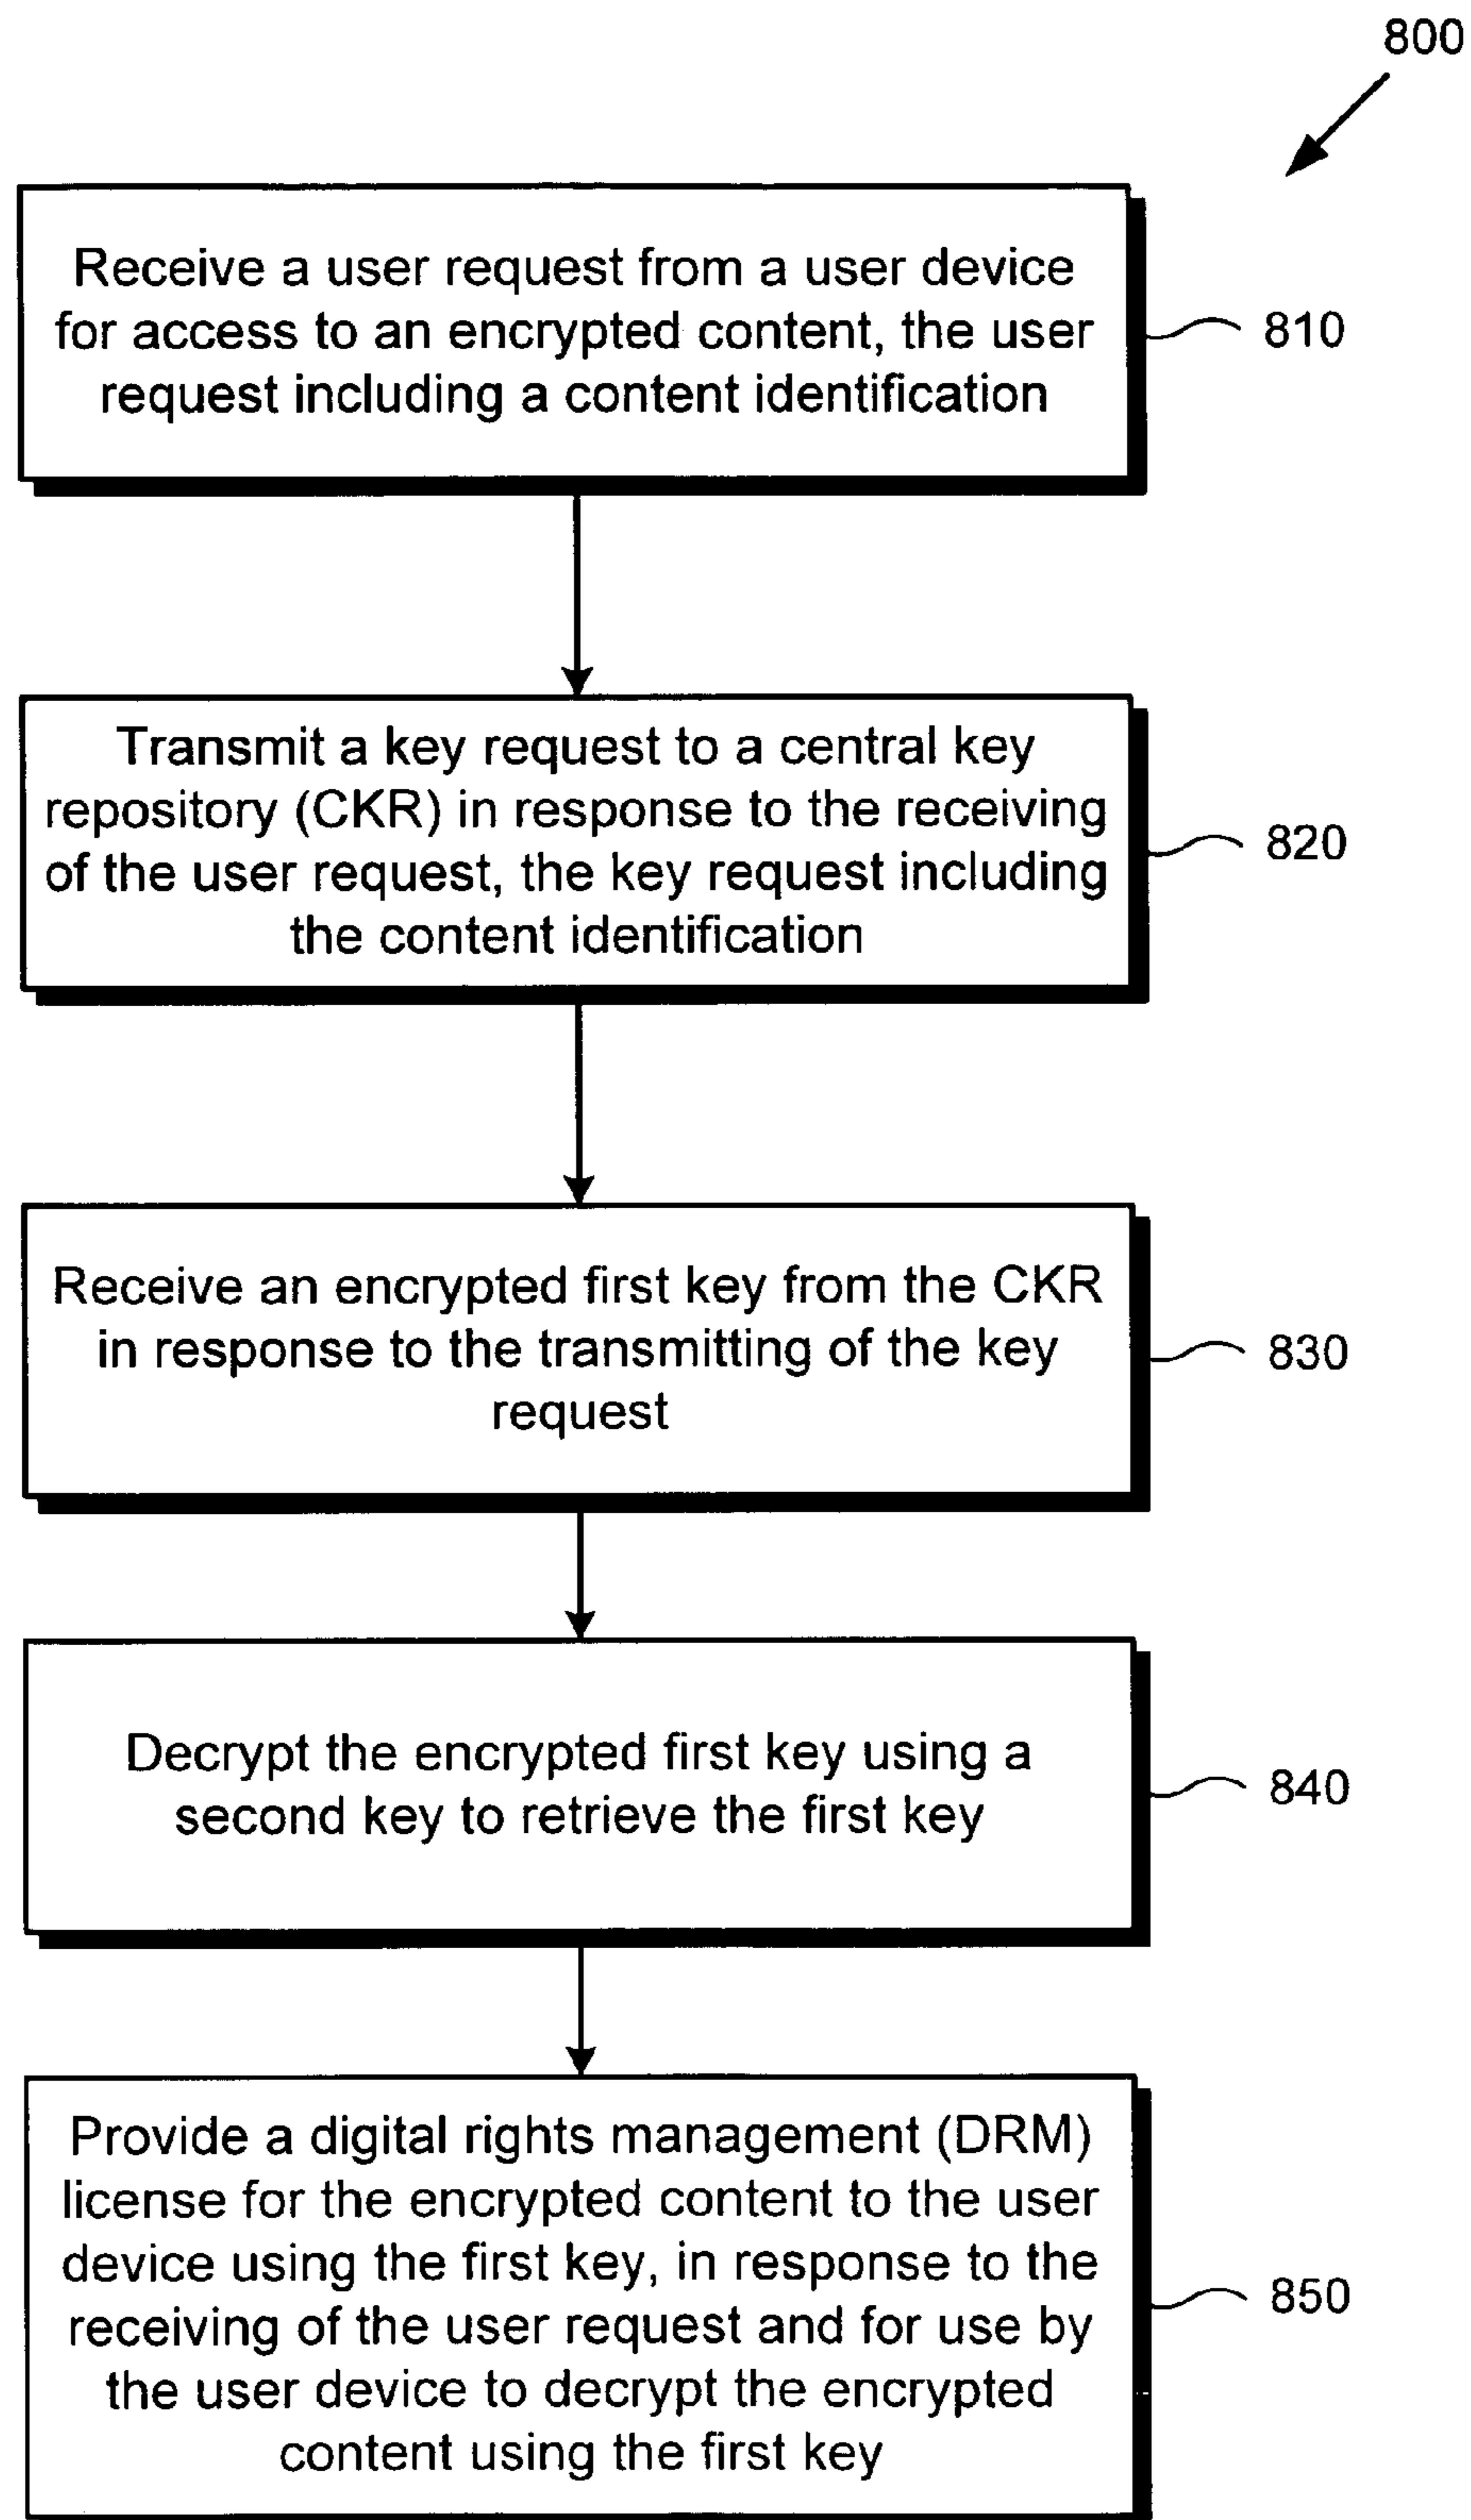 800
Receive a user request from a user device
for access to an encrypted content, the user
request including a content identification
810
Transmit a key request to a central key
repository (CKR) in response to the receiving
of the user request, the key request including
the content identification
820
Receive an encrypted first key from the CKR
in response to the transmitting of the key
request
830
Decrypt the encrypted first key using a
second key to retrieve the first key
840
Provide a digital rights management (DRM)
license for the encrypted content to the user
device using the first key, in response to the
receiving of the user request and for use by
the user device to decrypt the encrypted
content using the first key
850